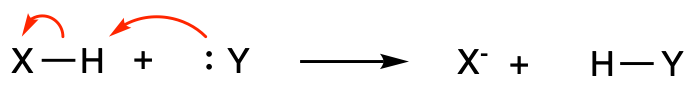 X—H + :Y ⟶ X⁻ + H—Y